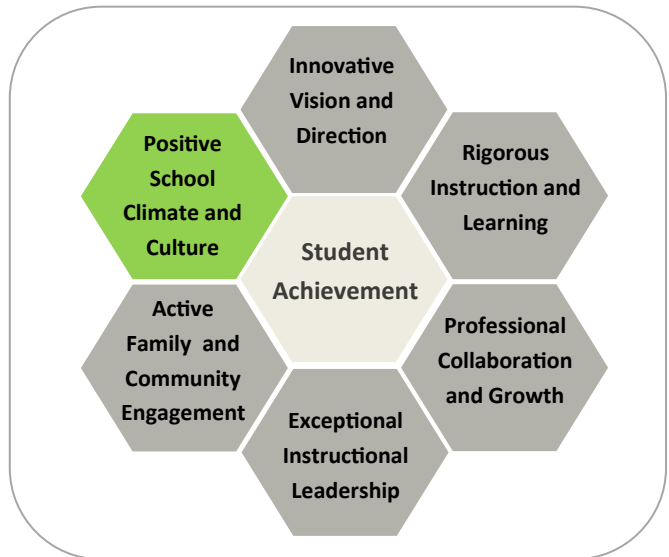 Innovative
Vision and
Direction
Positive
School
Climate and
Culture
Rigorous
Instruction and
Learning
Student
Achievement
Active
Family and
Community
Engagement
Professional
Collaboration
and Growth
Exceptional
Instructional
Leadership